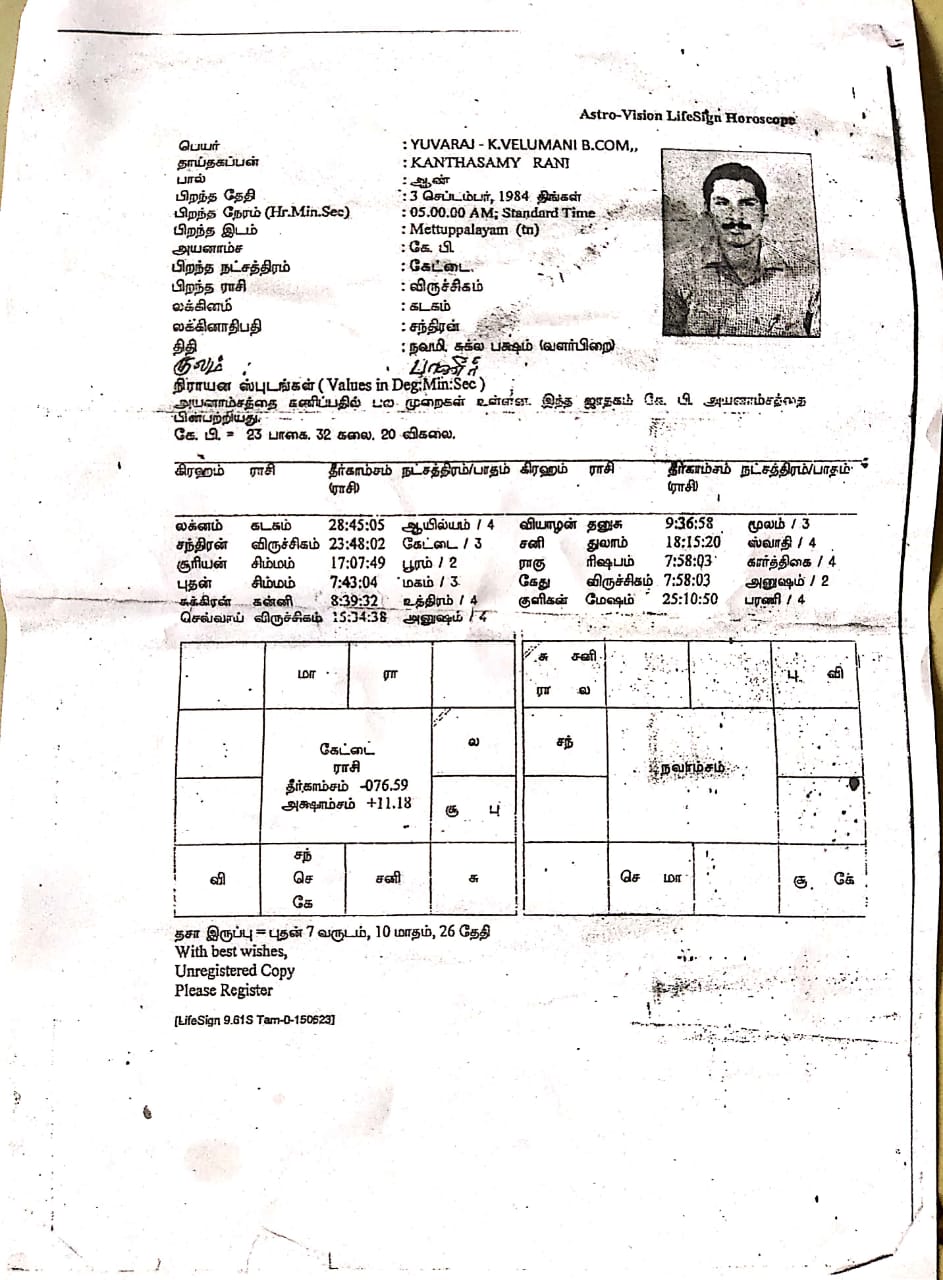 Astro-Vision LifeSign Horoscope
பெயர் : YUVARAJ - K.VELUMANI B.COM,,
தாய்தகப்பன் : KANTHASAMY RANI
பால் : ஆண்
பிறந்த தேதி : 3 செப்டம்பர், 1984 திங்கள்
பிறந்த நேரம் (Hr.Min.Sec) : 05.00.00 AM; Standard Time
பிறந்த இடம் : Mettuppalayam (tn)
அயனாம்ச : கே. பி.
பிறந்த நட்சத்திரம் : கேட்டை.
பிறந்த ராசி : விருச்சிகம்
லக்கினம் : கடகம்
லக்கினாதிபதி : சந்திரன்
திதி : நவமி, சுக்ல பக்ஷம் (வளர்பிறை)
குலம்
நிராயன ஸ்புடங்கள் ( Values in Deg:Min:Sec )
அயனாம்சத்தை கணிப்பதில் பல முறைகள் உள்ளன. இந்த ஜாதகம் கே. பி. அயனாம்சத்தை
பின்பற்றியது.
கே. பி. = 23 பாகை. 32 கலை. 20 விகலை.
கிரஹம் ராசி தீர்காம்சம் நட்சத்திரம்/பாதம் கிரஹம் ராசி தீர்காம்சம் நட்சத்திரம்/பாதம்
(ராசி) (ராசி)
லக்னம் கடகம் 28:45:05 ஆயில்யம் / 4 வியாழன் தனுசு 9:36:58 மூலம் / 3
சந்திரன் விருச்சிகம் 23:48:02 கேட்டை / 3 சனி துலாம் 18:15:20 ஸ்வாதி / 4
சூரியன் சிம்மம் 17:07:49 பூரம் / 2 ராகு ரிஷபம் 7:58:03 கார்த்திகை / 4
புதன் சிம்மம் 7:43:04 மகம் / 3 கேது விருச்சிகம் 7:58:03 அனுஷம் / 2
சுக்கிரன் கன்னி 8:39:32 உத்திரம் / 4 குளிகன் மேஷம் 25:10:50 பரணி / 4
செவ்வாய் விருச்சிகம் 15:34:38 அனுஷம் / 4
மா ரா சு சனி பு வி
ரா ல
ல சந்
கேட்டை
ராசி நவாம்சம்
தீர்காம்சம் -076.59
அக்ஷாம்சம் +11.18
சூ பு
வி சந் சனி சு செ மா சூ கே
செ
கே
தசா இருப்பு = புதன் 7 வருடம், 10 மாதம், 26 தேதி
With best wishes,
Unregistered Copy
Please Register
[LifeSign 9.61S Tam-0-150623]